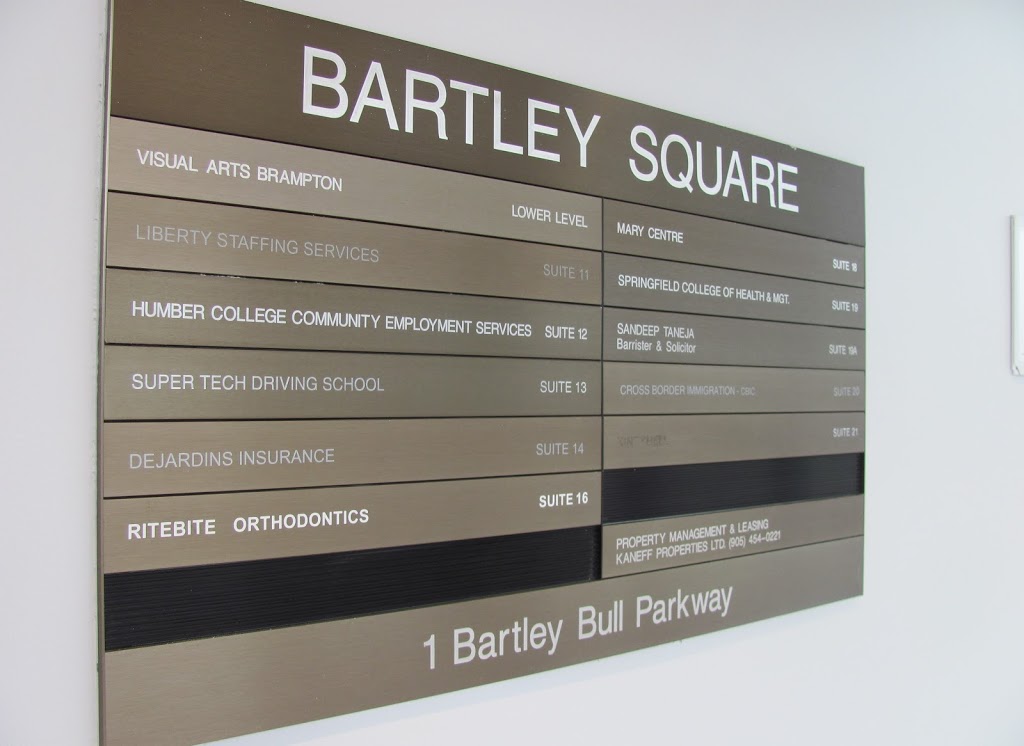 BARTLEY SQUARE
VISUAL ARTS BRAMPTON
LOWER LEVEL
LIBERTY STAFFING SERVICES SUITE 11
HUMBER COLLEGE COMMUNITY EMPLOYMENT SERVICES SUITE 12
SUPER TECH DRIVING SCHOOL SUITE 13
DEJARDINS INSURANCE SUITE 14
RITEBITE ORTHODONTICS SUITE 16
MARY CENTRE
SUITE 18
SPRINGFIELD COLLEGE OF HEALTH & MGT.
SUITE 19
SANDEEP TANEJA
Barrister & Solicitor SUITE 19A
CROSS BORDER IMMIGRATION - CBIC SUITE 20
SUITE 21
PROPERTY MANAGEMENT & LEASING
KANEFF PROPERTIES LTD. (905) 454-0221
1 Bartley Bull Parkway